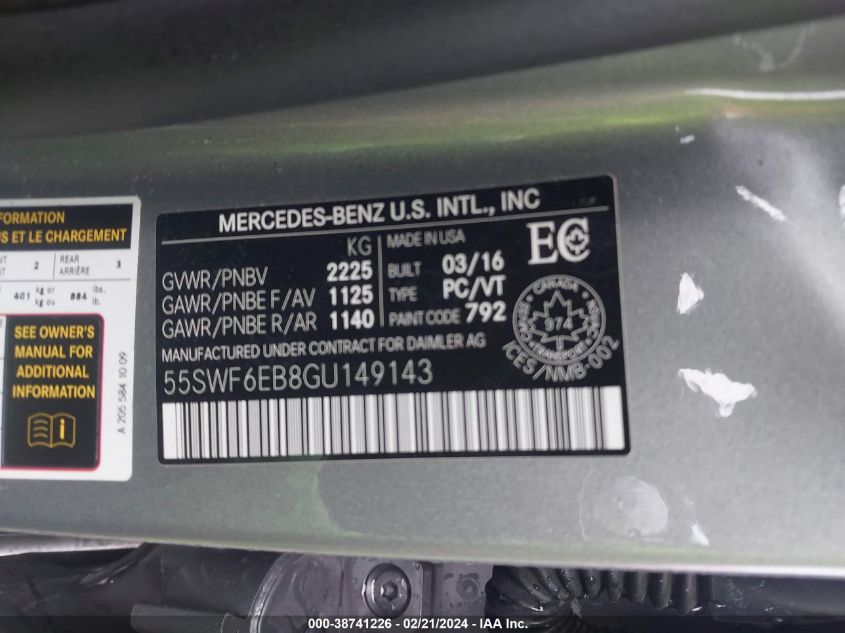 FORMATION
S ET LE CHARGEMENT
2 REAR ARRIÈRE 3
401 kg or kg ou 884 lbs. lb.
SEE OWNER'S
MANUAL FOR
ADDITIONAL
INFORMATION
A 205 584 10 09
MERCEDES-BENZ U.S. INTL., INC
KG
GVWR/PNBV 2225
GAWR/PNBE F/AV 1125
GAWR/PNBE R/AR 1140
MADE IN USA
BUILT 03/16
TYPE PC/VT
PAINT CODE 792
EC
CANADA
974
TRANSPORT
ICES/NMB-002
MANUFACTURED UNDER CONTRACT FOR DAIMLER AG
55SWF6EB8GU149143
000-38741226 - 02/21/2024 - IAA Inc.